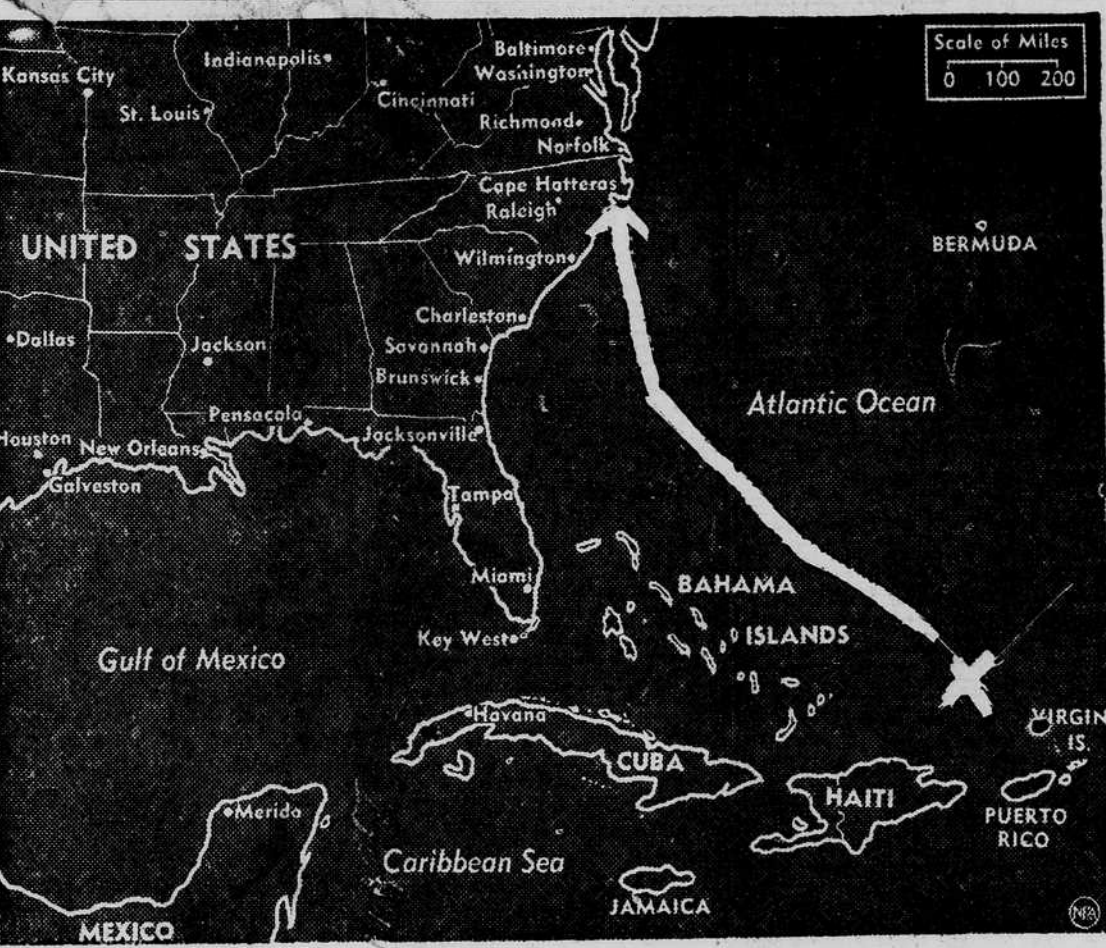 Scale of Miles
0 100 200
Baltimore
Indianapolis
Washington
Kansas City
Cincinnati
St. Louis
Richmond
Norfolk
Cape Hatteras
Raleigh
UNITED STATES
BERMUDA
Wilmington
Charleston
Dallas
Jackson
Savannah
Brunswick
Atlantic Ocean
Pensacola
Jacksonville
Houston
New Orleans
Galveston
Tampa
Miami
BAHAMA
ISLANDS
Key West
Gulf of Mexico
Havana
VIRGIN
IS.
CUBA
HAITI
Merida
PUERTO
RICO
Caribbean Sea
JAMAICA
NEA
MEXICO